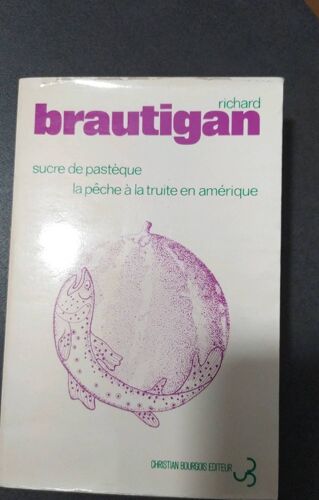 richard
brautigan
sucre de pastèque
la pêche à la truite en amérique
CHRISTIAN BOURGOIS EDITEUR